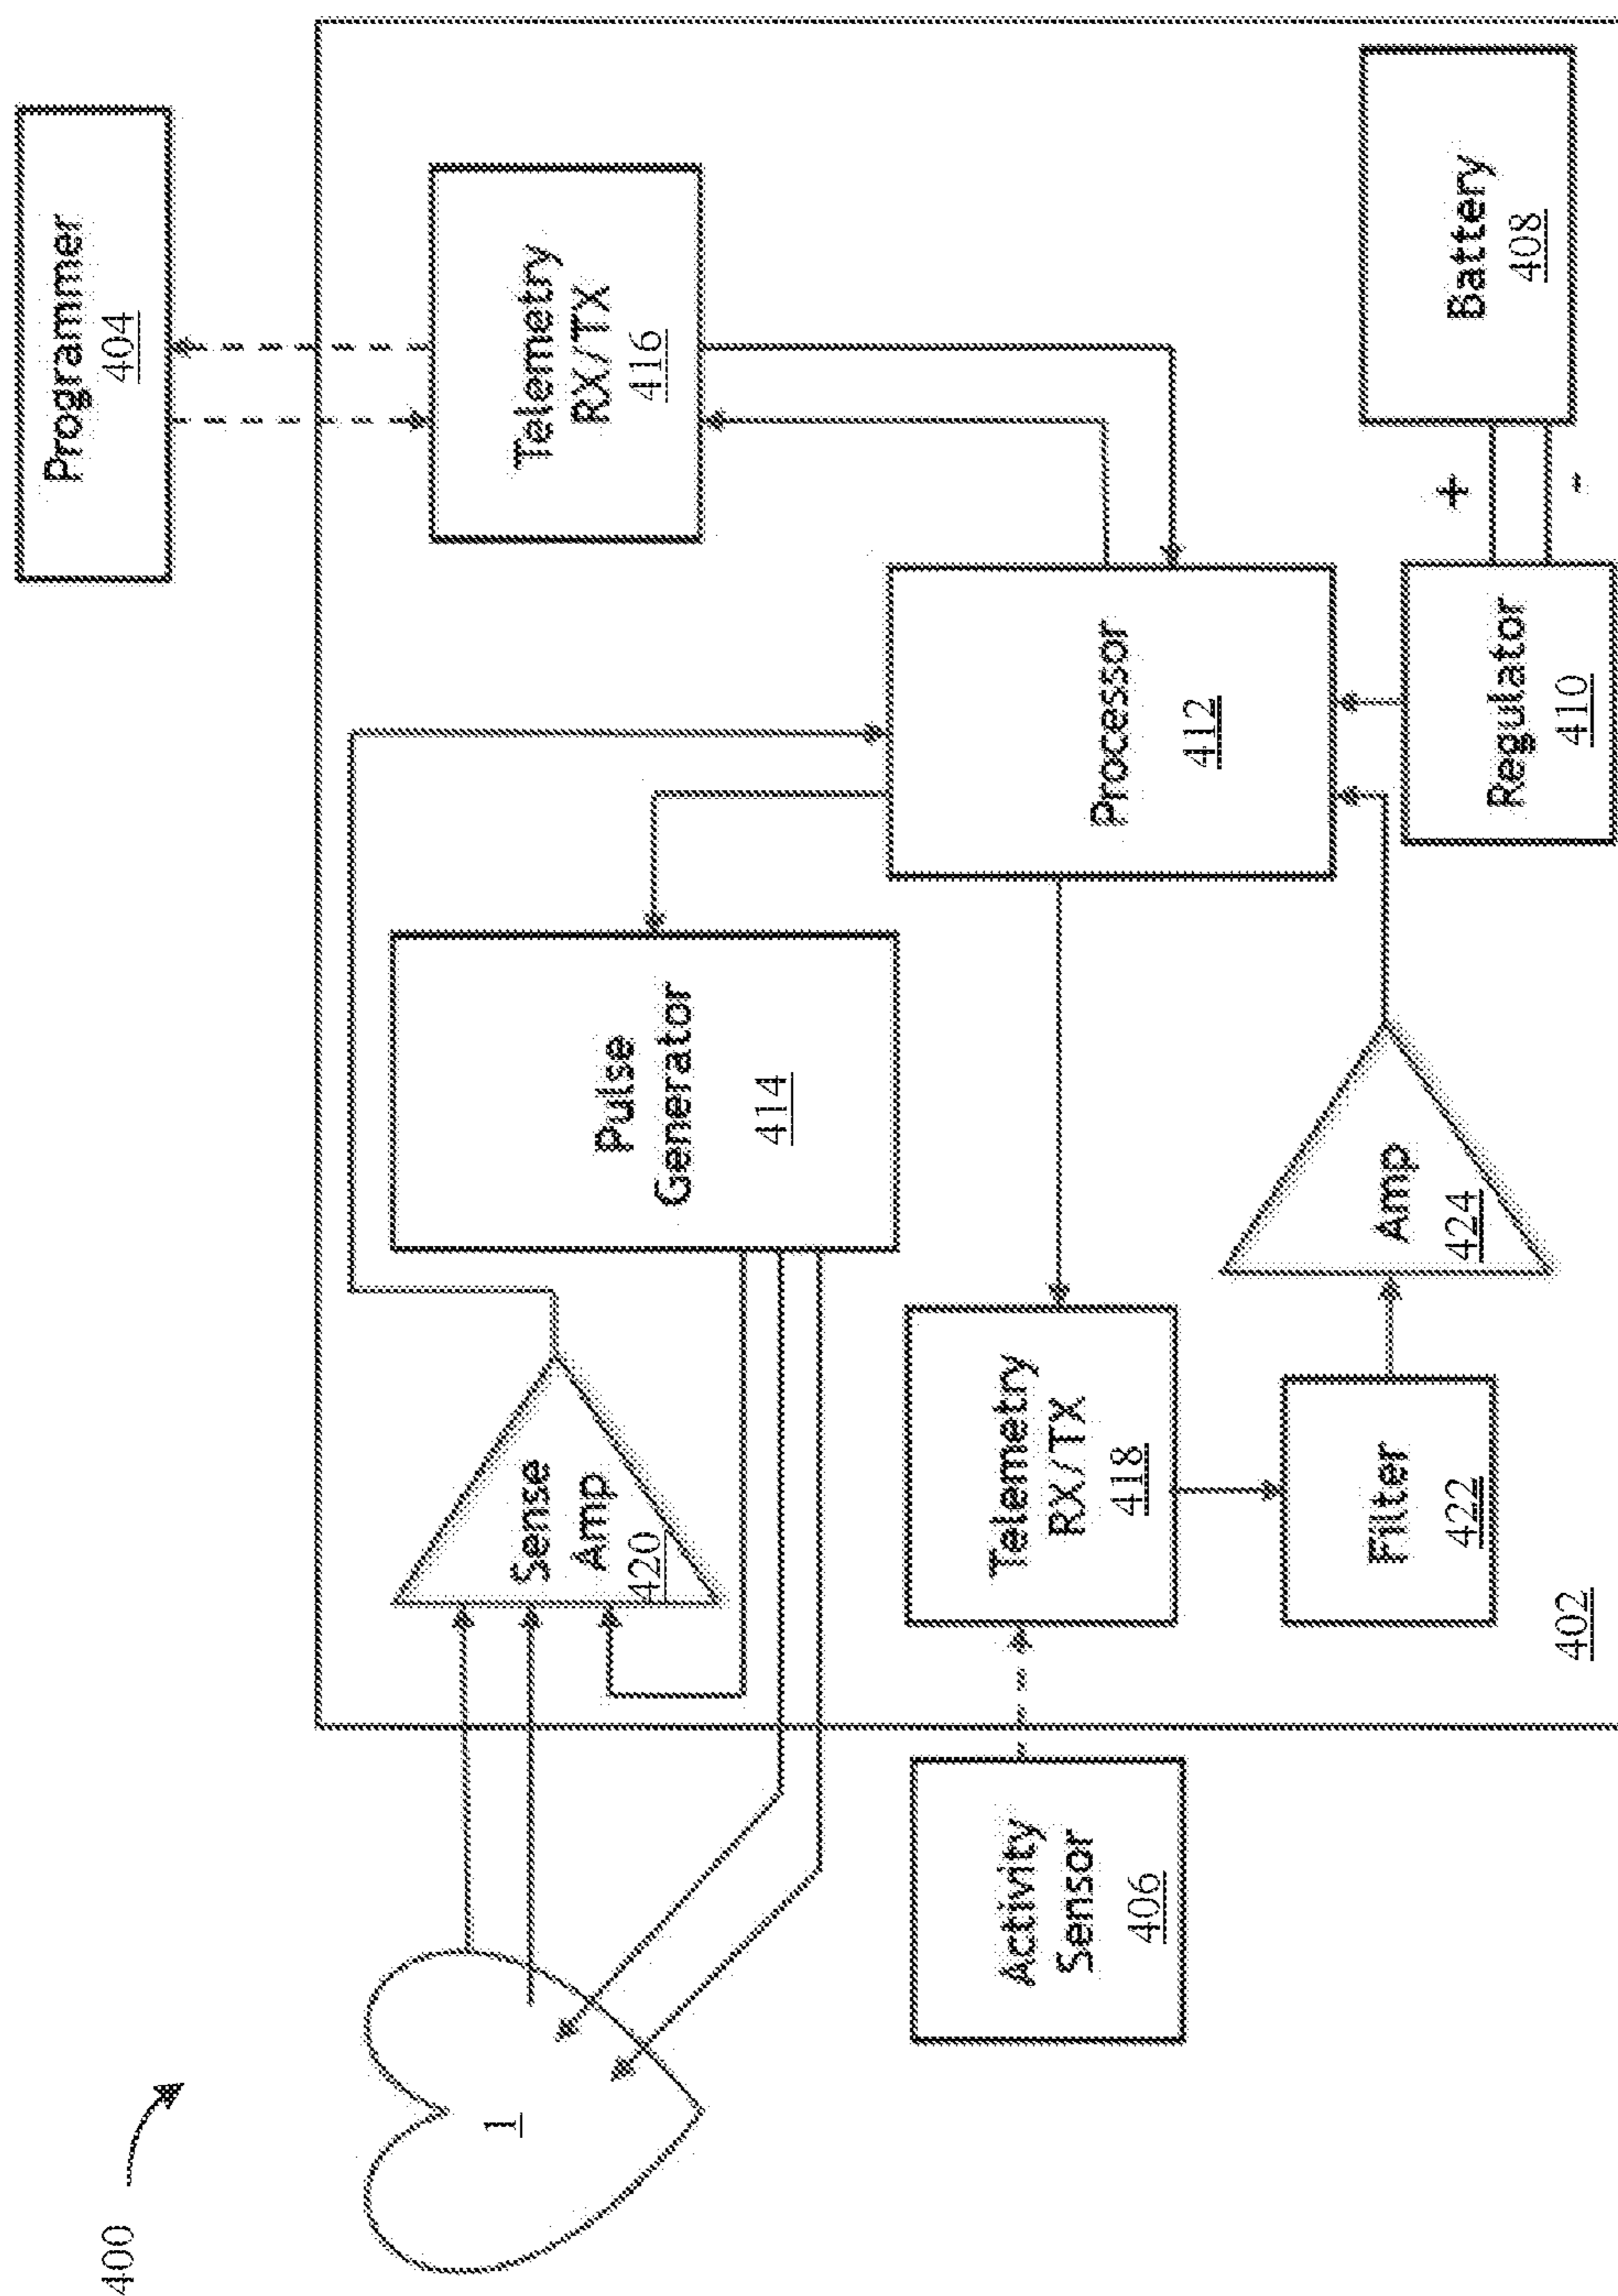 400
1
Programmer
404
Sense
Amp
420
Pulse
Generator
414
Telemetry
RX/TX
416
Activity
Sensor
406
Telemetry
RX/TX
418
Processor
412
Filter
422
Amp
424
Regulator
410
+
-
Battery
408
402